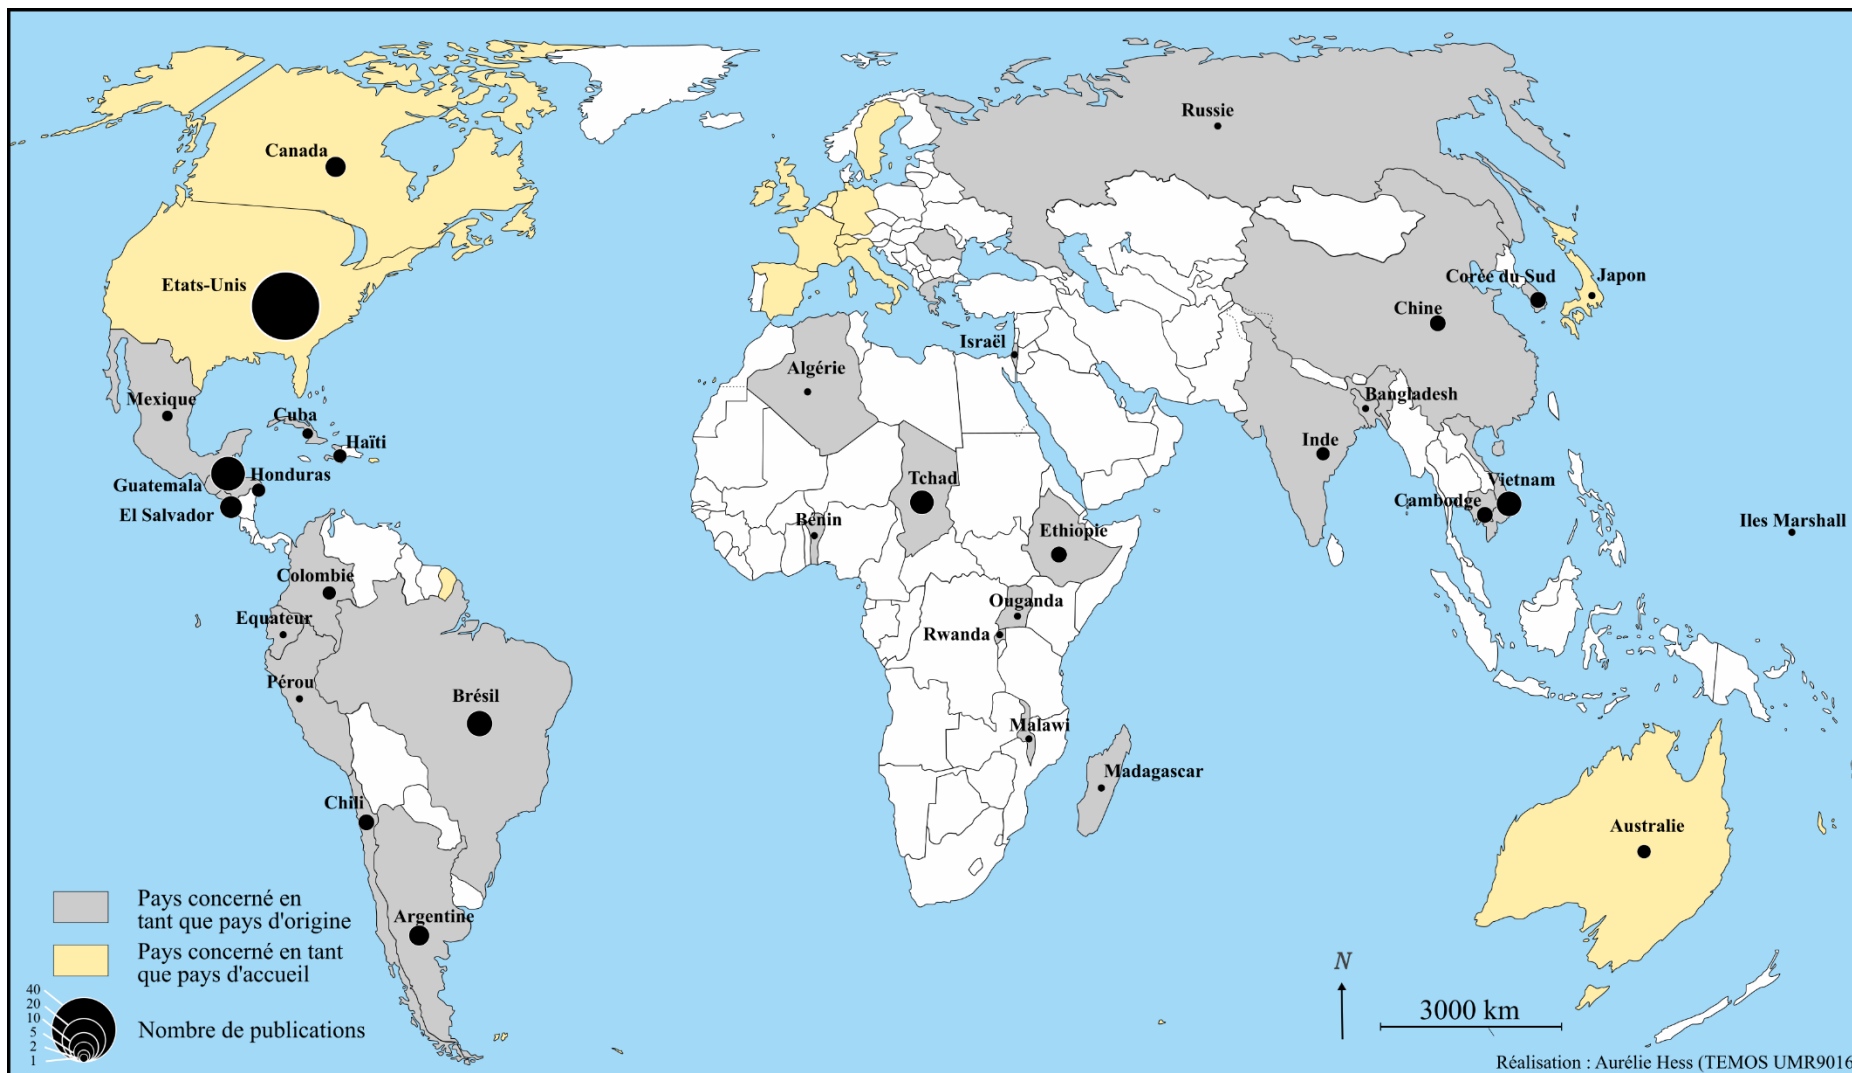 Russie
Canada
Etats-Unis
Corée du Sud
Japon
Chine
Israël
Algérie
Mexique
Bangladesh
Cuba
Haïti
Inde
Guatemala
Honduras
Tchad
Vietnam
Cambodge
El Salvador
Bénin
Iles Marshall
Ethiopie
Colombie
Ouganda
Equateur
Rwanda
Pérou
Brésil
Malawi
Madagascar
Chili
Australie
Argentine
Pays concerné en
tant que pays d'origine
Pays concerné en tant
que pays d'accueil
40
20
10
5
2
1
Nombre de publications
N
3000 km
Réalisation : Aurélie Hess (TEMOS UMR9016